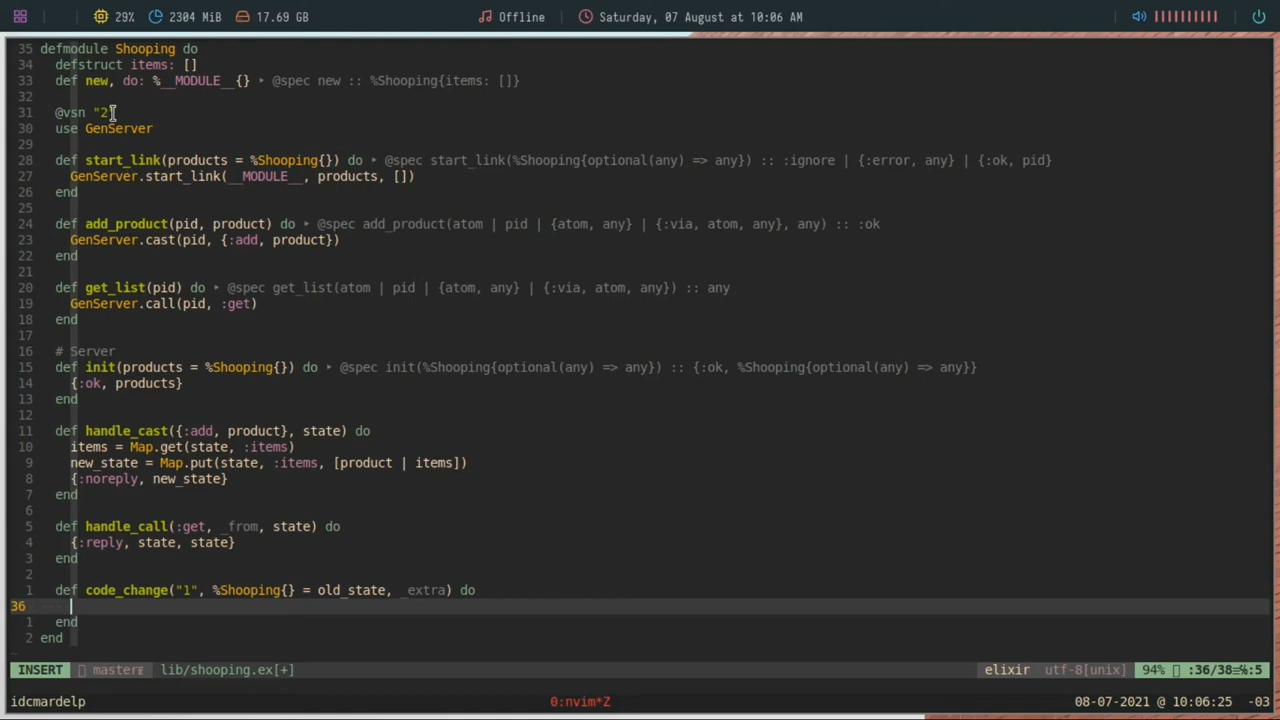 29% 2304 MiB 17.69 GB Offline Saturday, 07 August at 10:06 AM
35 defmodule Shooping do
34 defstruct items: []
33 def new, do: %__MODULE__{} ‣ @spec new :: %Shooping{items: []}
32
31 @vsn "2"
30 use GenServer
29
28 def start_link(products = %Shooping{}) do ‣ @spec start_link(%Shooping{optional(any) => any}) :: :ignore | {:error, any} | {:ok, pid}
27 GenServer.start_link(__MODULE__, products, [])
26 end
25
24 def add_product(pid, product) do ‣ @spec add_product(atom | pid | {atom, any} | {:via, atom, any}, any) :: :ok
23 GenServer.cast(pid, {:add, product})
22 end
21
20 def get_list(pid) do ‣ @spec get_list(atom | pid | {atom, any} | {:via, atom, any}) :: any
19 GenServer.call(pid, :get)
18 end
17
16 # Server
15 def init(products = %Shooping{}) do ‣ @spec init(%Shooping{optional(any) => any}) :: {:ok, %Shooping{optional(any) => any}}
14 {:ok, products}
13 end
12
11 def handle_cast({:add, product}, state) do
10 items = Map.get(state, :items)
9 new_state = Map.put(state, :items, [product | items])
8 {:noreply, new_state}
7 end
6
5 def handle_call(:get, _from, state) do
4 {:reply, state, state}
3 end
2
1 def code_change("1", %Shooping{} = old_state, _extra) do
36
1 end
2 end
~
INSERT master lib/shooping.ex[+] elixir utf-8[unix] 94% :36/38 :5
idcmardelp 0:nvim*Z 08-07-2021 @ 10:06:25 -03